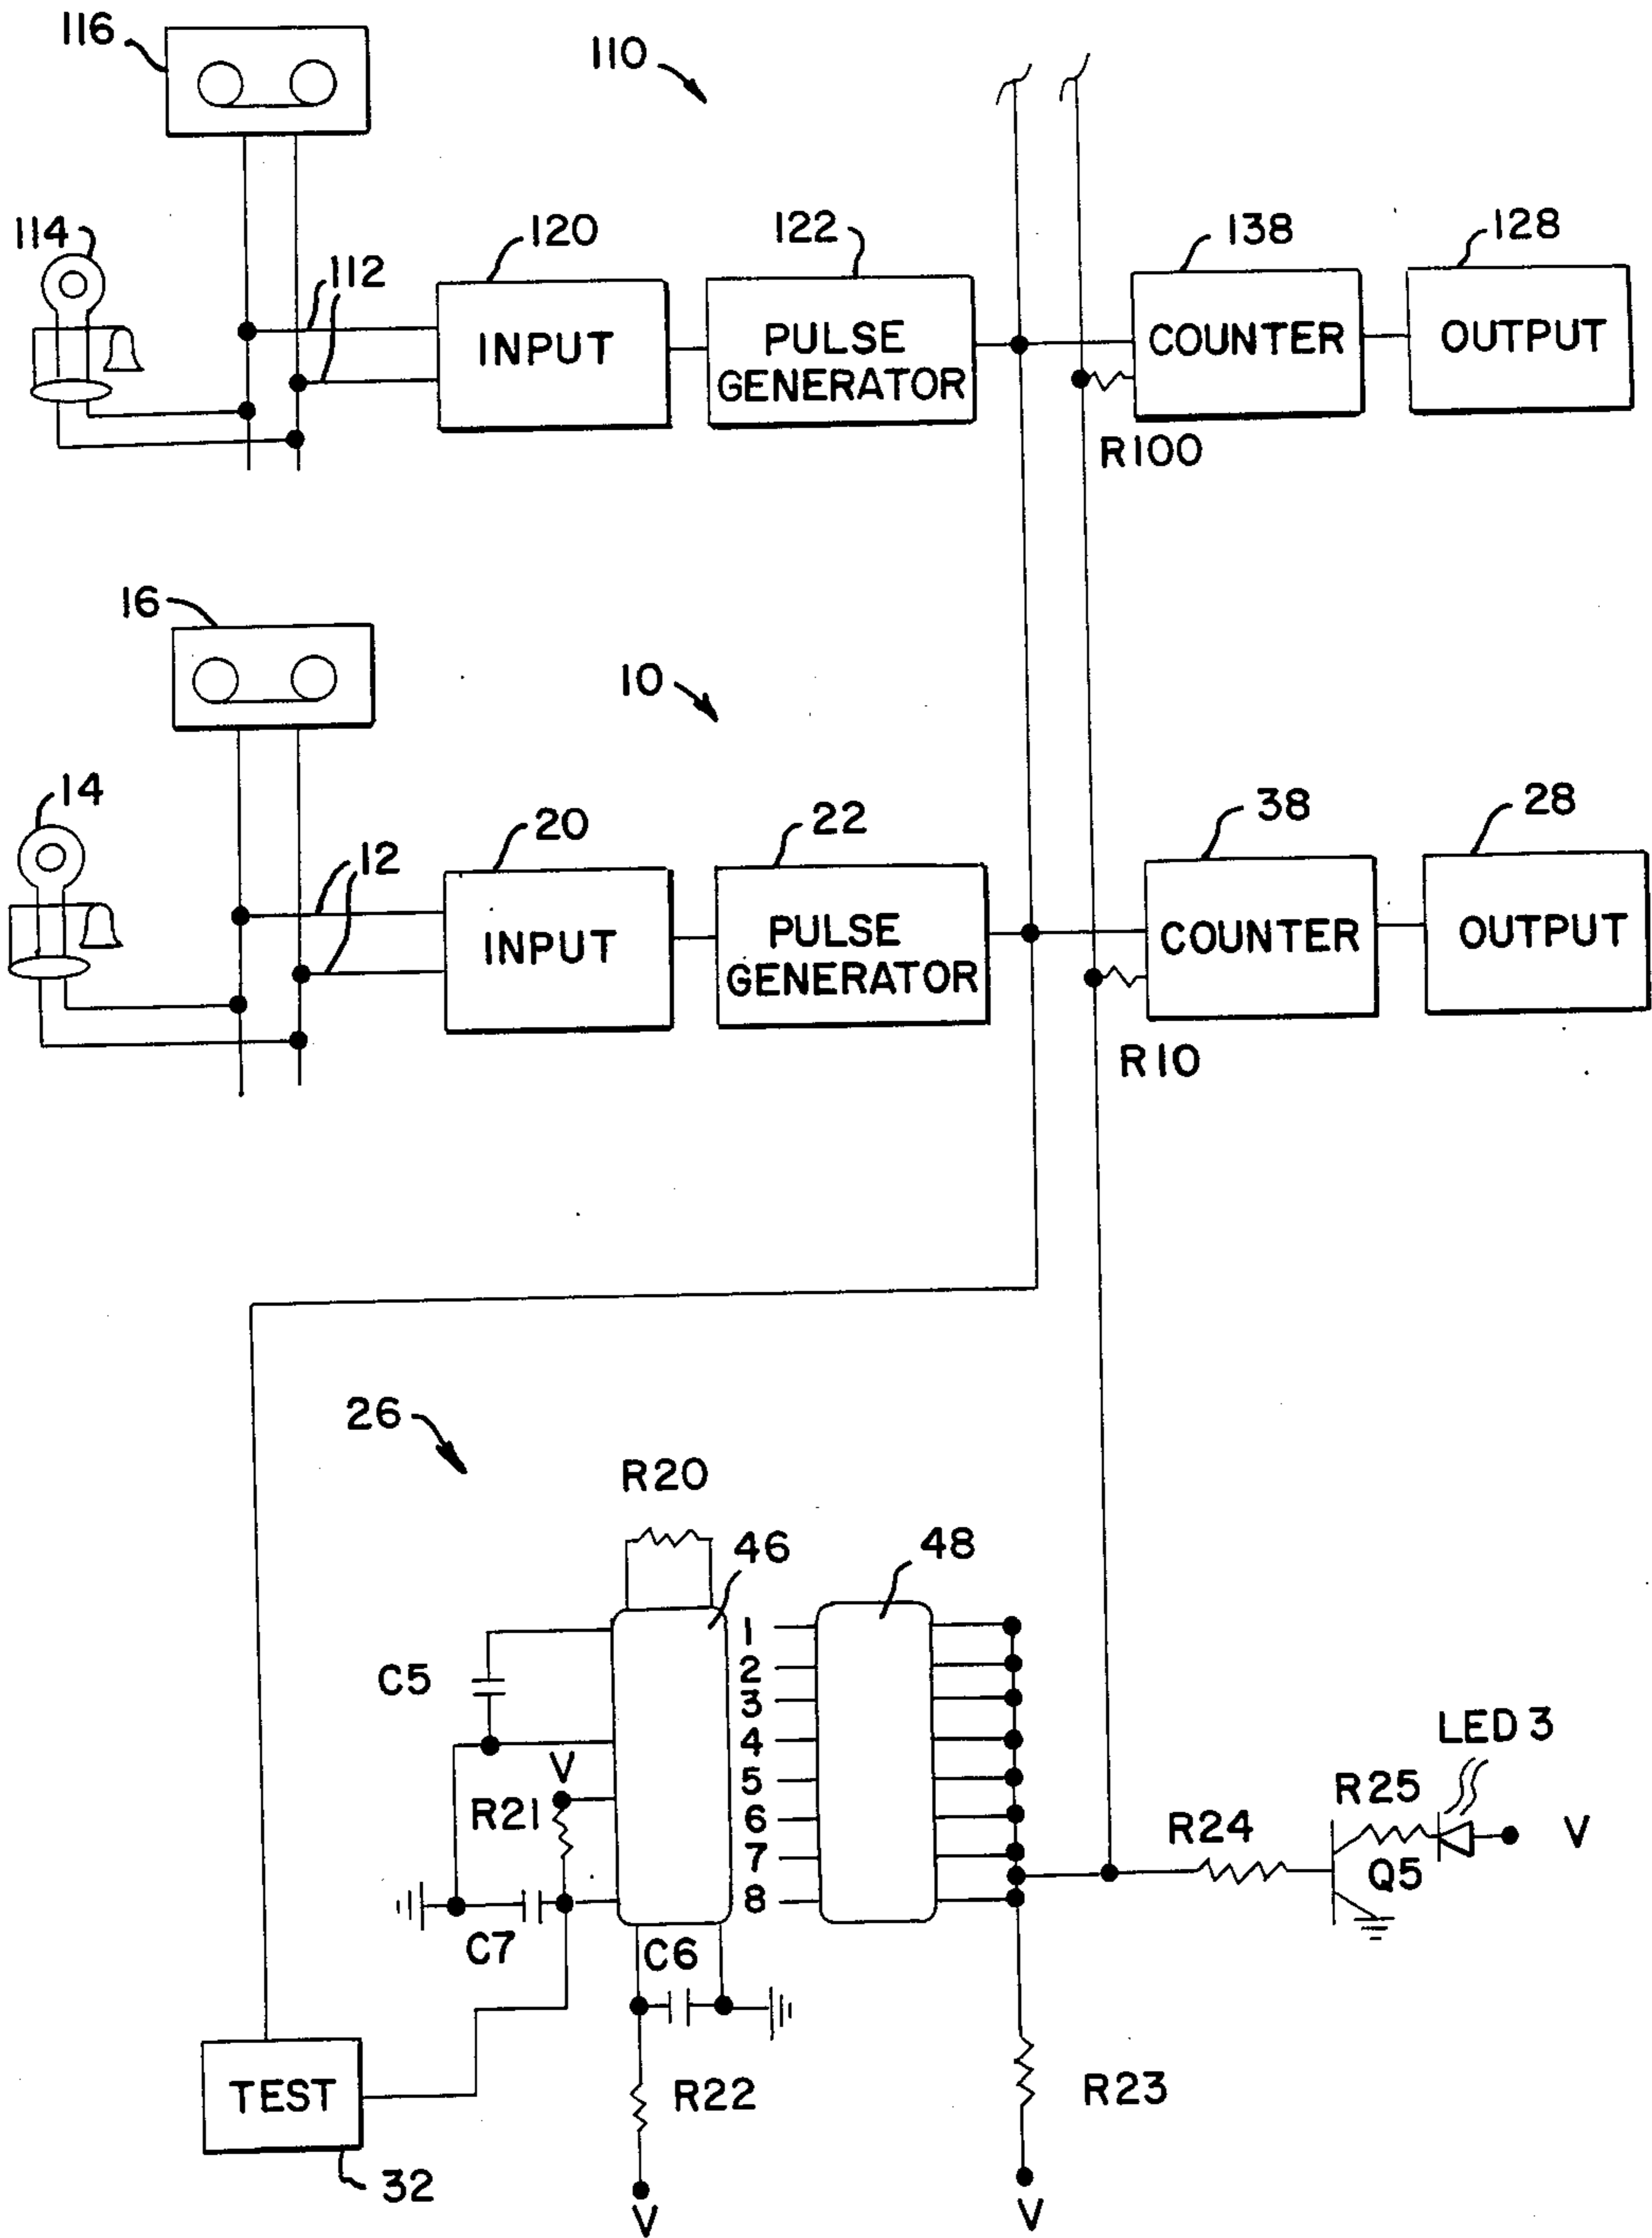 116
110
114
112
120
122
138
128
INPUT
PULSE
GENERATOR
COUNTER
OUTPUT
R100
16
10
14
12
20
22
38
28
INPUT
PULSE
GENERATOR
COUNTER
OUTPUT
R10
26
R20
46
48
C5
1
2
3
4
5
6
7
8
V
R21
C7
C6
LED 3
R25
R24
Q5
V
TEST
32
R22
V
R23
V